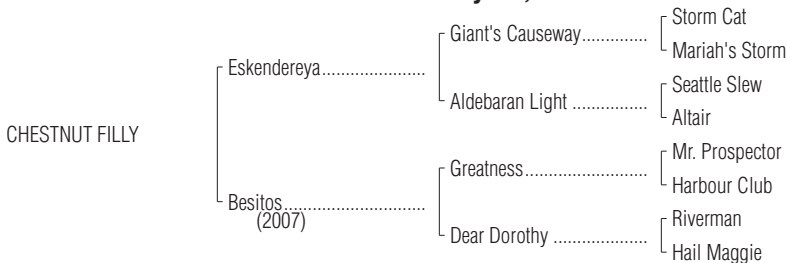 Storm Cat
Giant's Causeway..............
Mariah's Storm
Eskendereya......................
Seattle Slew
Aldebaran Light ................
Altair
CHESTNUT FILLY
Mr. Prospector
Greatness..........................
Harbour Club
Besitos..............................
(2007)
Riverman
Dear Dorothy ....................
Hail Maggie